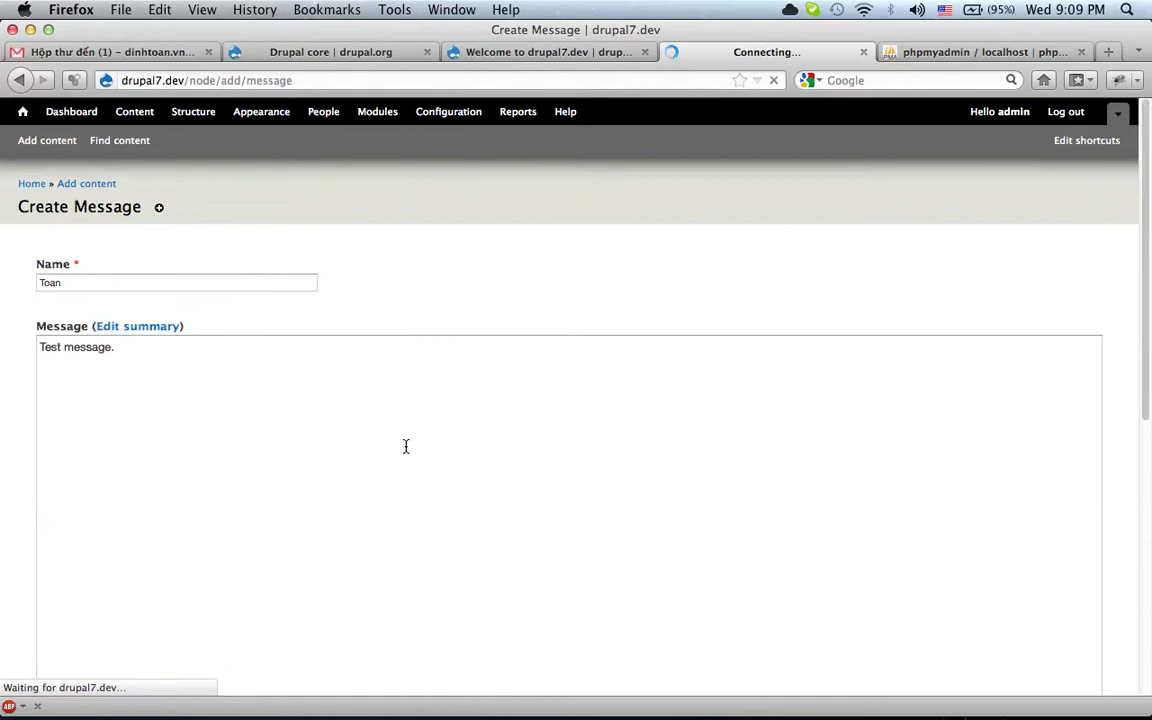 Firefox File Edit View History Bookmarks Tools Window Help (95%) Wed 9:09 PM
Create Message | drupal7.dev
Hộp thư đến (1) - dinhtoan.vn... Drupal core | drupal.org Welcome to drupal7.dev | drup... Connecting... phpmyadmin / localhost | php...
drupal7.dev/node/add/message Google
Dashboard Content Structure Appearance People Modules Configuration Reports Help Hello admin Log out
Add content Find content Edit shortcuts
Home » Add content
Create Message
Name *
Toan
Message (Edit summary)
Test message.
Waiting for drupal7.dev...
ABP